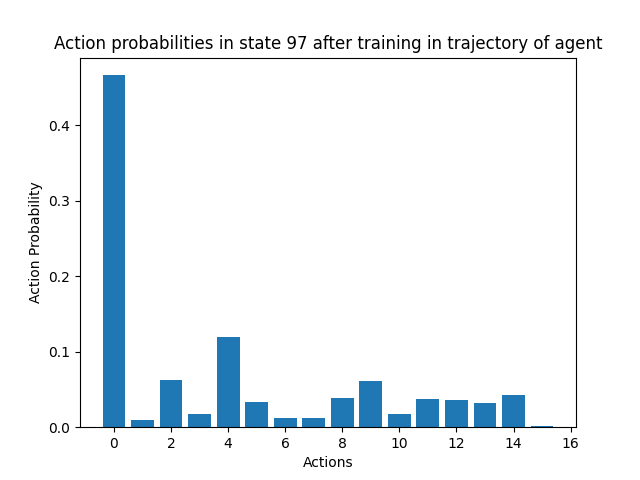 Action probabilities in state 97 after training in trajectory of agent
Action Probability
0.4
0.3
0.2
0.1
0.0
0 2 4 6 8 10 12 14 16
Actions